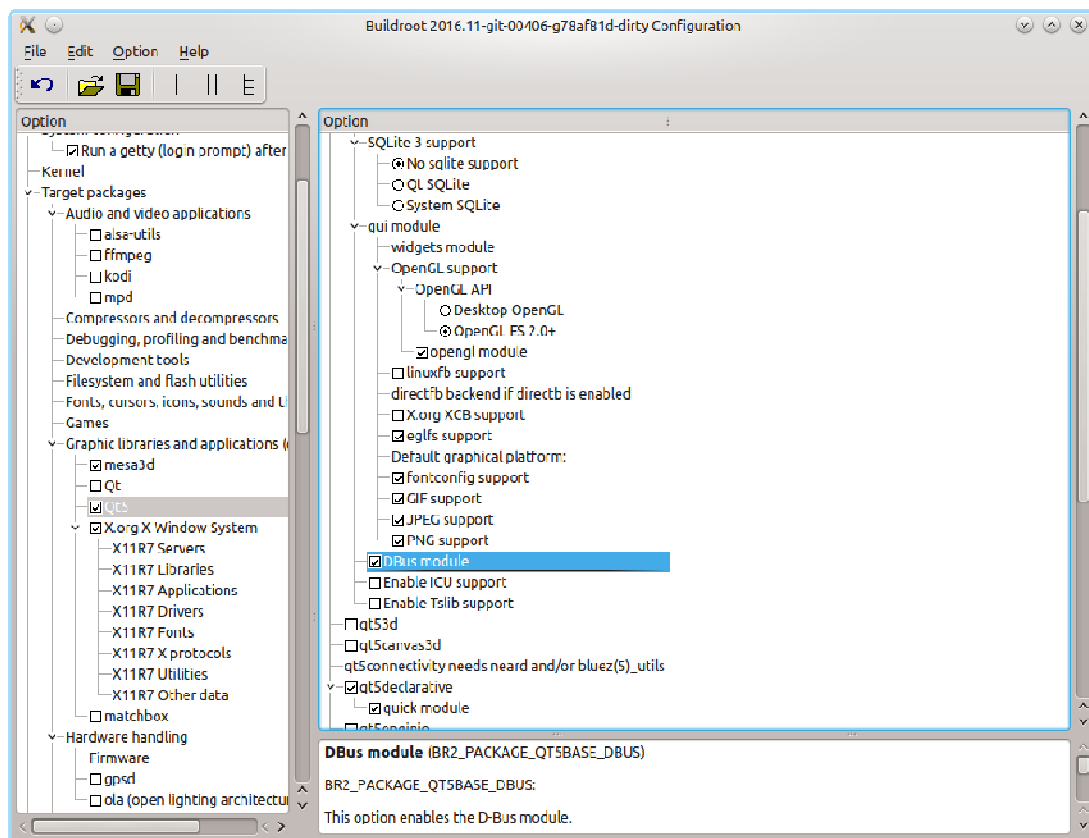 Buildroot 2016.11-git-00406-g78af81d-dirty Configuration
File Edit Option Help
Option
Run a getty (login prompt) after
Kernel
Target packages
Audio and video applications
alsa-utils
ffmpeg
kodi
mpd
Compressors and decompressors
Debugging, profiling and benchma
Development tools
Filesystem and flash utilities
Fonts, cursors, icons, sounds and t
Games
Graphic libraries and applications (
mesa3d
Qt
Qt5
X.org X Window System
X11R7 Servers
X11R7 Libraries
X11R7 Applications
X11R7 Drivers
X11R7 Fonts
X11R7 X protocols
X11R7 Utilities
X11R7 Other data
matchbox
Hardware handling
Firmware
gpsd
ola (open lighting architectu
Option
SQLite 3 support
No sqlite support
Qt SQLite
System SQLite
gui module
widgets module
OpenGL support
OpenGL API
Desktop OpenGL
OpenGL ES 2.0+
opengl module
linuxfb support
directfb backend if directb is enabled
X.org XCB support
eglfs support
Default graphical platform:
fontconfig support
GIF support
JPEG support
PNG support
DBus module
Enable ICU support
Enable Tslib support
qt53d
qt5canvas3d
qt5connectivity needs neard and/or bluez(5)_utils
qt5declarative
quick module
qt5enginio
DBus module (BR2_PACKAGE_QT5BASE_DBUS)
BR2_PACKAGE_QT5BASE_DBUS:
This option enables the D-Bus module.